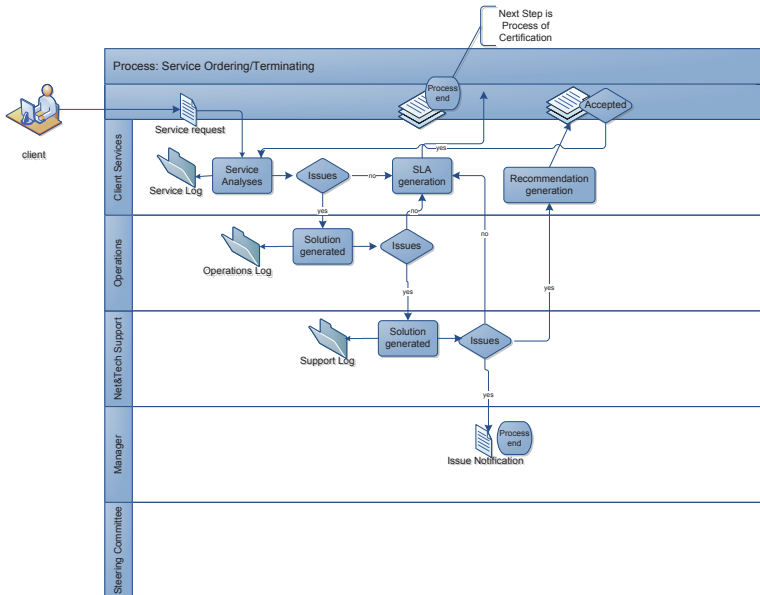 Next Step is
Process of
Certification
Process: Service Ordering/Terminating
Process
end
Accepted
Service request
client
Client Services
Service Log
Service
Analyses
Issues
no
SLA
generation
yes
Recommendation
generation
yes
no
Operations
Operations Log
Solution
generated
Issues
no
yes
yes
Net&Tech Support
Support Log
Solution
generated
Issues
yes
Manager
Process
end
Issue Notification
Steering Committee